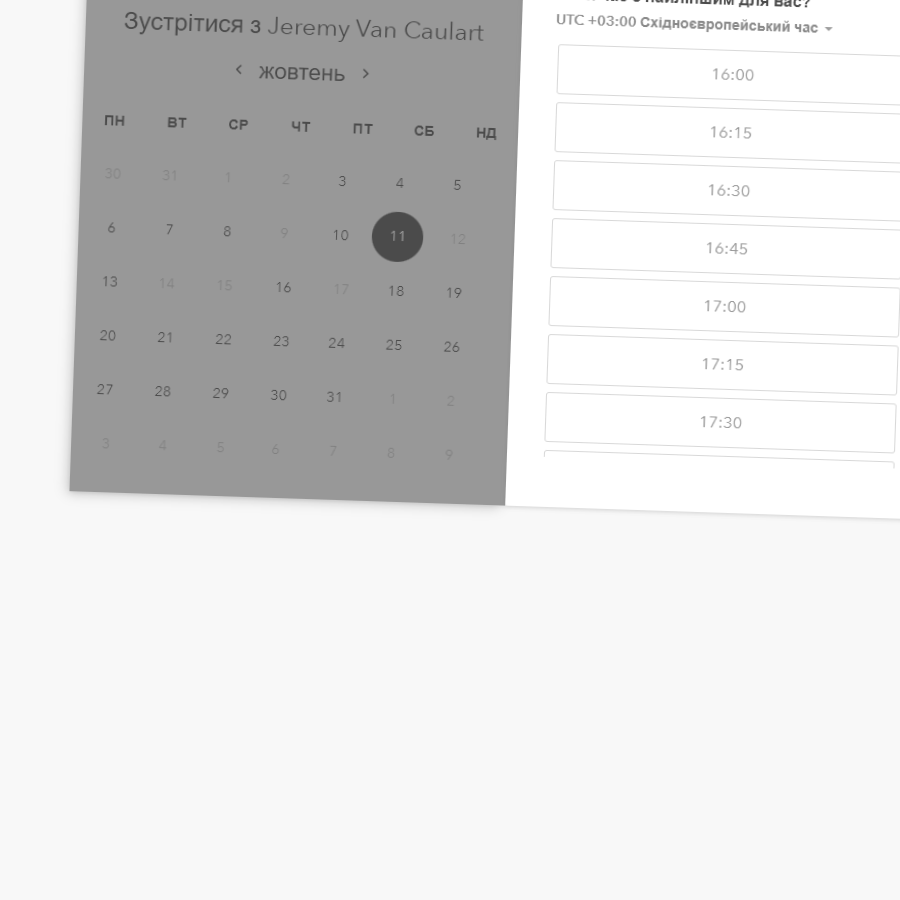 Зустрітися з Jeremy Van Caulart
жовтень
ПН ВТ СР ЧТ ПТ СБ НД
30 31 1 2 3 4 5
6 7 8 9 10 11 12
13 14 15 16 17 18 19
20 21 22 23 24 25 26
27 28 29 30 31 1 2
3 4 5 6 7 8 9
для вас?
UTC +03:00 Східноєвропейський час
16:00
16:15
16:30
16:45
17:00
17:15
17:30